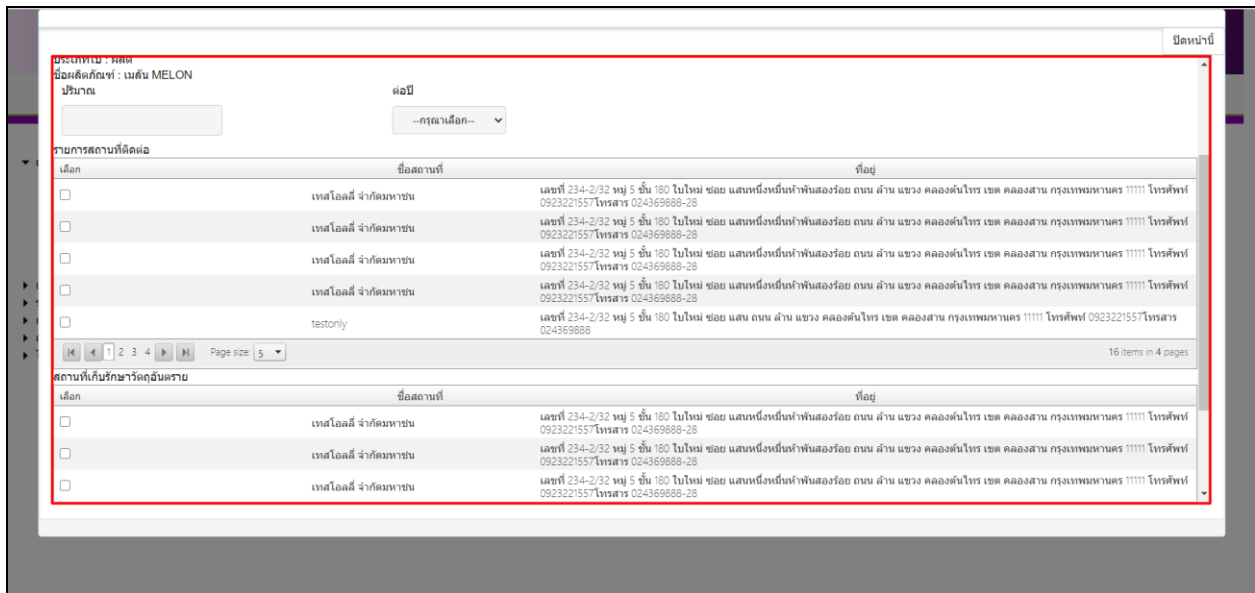 ปิดหน้านี้
ประเภทใบ : ผลิต
ชื่อผลิตภัณฑ์ : เมล่อน MELON
ปริมาณ ต่อปี
--กรุณาเลือก--
รายการสถานที่ติดต่อ
เลือก ชื่อสถานที่ ที่อยู่
เทสโอลลี่ จำกัดมหาชน เลขที่ 234-2/32 หมู่ 5 ชั้น 180 ใบใหม่ ซอย แสนหนึ่งหมื่นห้าพันสองร้อย ถนน ล้าน แขวง คลองต้นไทร เขต คลองสาน กรุงเทพมหานคร 11111 โทรศัพท์
0923221557โทรสาร 024369888-28
เทสโอลลี่ จำกัดมหาชน เลขที่ 234-2/32 หมู่ 5 ชั้น 180 ใบใหม่ ซอย แสนหนึ่งหมื่นห้าพันสองร้อย ถนน ล้าน แขวง คลองต้นไทร เขต คลองสาน กรุงเทพมหานคร 11111 โทรศัพท์
0923221557โทรสาร 024369888-28
เทสโอลลี่ จำกัดมหาชน เลขที่ 234-2/32 หมู่ 5 ชั้น 180 ใบใหม่ ซอย แสนหนึ่งหมื่นห้าพันสองร้อย ถนน ล้าน แขวง คลองต้นไทร เขต คลองสาน กรุงเทพมหานคร 11111 โทรศัพท์
0923221557โทรสาร 024369888-28
เทสโอลลี่ จำกัดมหาชน เลขที่ 234-2/32 หมู่ 5 ชั้น 180 ใบใหม่ ซอย แสนหนึ่งหมื่นห้าพันสองร้อย ถนน ล้าน แขวง คลองต้นไทร เขต คลองสาน กรุงเทพมหานคร 11111 โทรศัพท์
0923221557โทรสาร 024369888-28
testonly เลขที่ 234-2/32 หมู่ 5 ชั้น 180 ใบใหม่ ซอย แสน ถนน ล้าน แขวง คลองต้นไทร เขต คลองสาน กรุงเทพมหานคร 11111 โทรศัพท์ 0923221557โทรสาร
024369888
1 2 3 4 Page size: 5 16 items in 4 pages
สถานที่เก็บรักษาวัตถุอันตราย
เลือก ชื่อสถานที่ ที่อยู่
เทสโอลลี่ จำกัดมหาชน เลขที่ 234-2/32 หมู่ 5 ชั้น 180 ใบใหม่ ซอย แสนหนึ่งหมื่นห้าพันสองร้อย ถนน ล้าน แขวง คลองต้นไทร เขต คลองสาน กรุงเทพมหานคร 11111 โทรศัพท์
0923221557โทรสาร 024369888-28
เทสโอลลี่ จำกัดมหาชน เลขที่ 234-2/32 หมู่ 5 ชั้น 180 ใบใหม่ ซอย แสนหนึ่งหมื่นห้าพันสองร้อย ถนน ล้าน แขวง คลองต้นไทร เขต คลองสาน กรุงเทพมหานคร 11111 โทรศัพท์
0923221557โทรสาร 024369888-28
เทสโอลลี่ จำกัดมหาชน เลขที่ 234-2/32 หมู่ 5 ชั้น 180 ใบใหม่ ซอย แสนหนึ่งหมื่นห้าพันสองร้อย ถนน ล้าน แขวง คลองต้นไทร เขต คลองสาน กรุงเทพมหานคร 11111 โทรศัพท์
0923221557โทรสาร 024369888-28